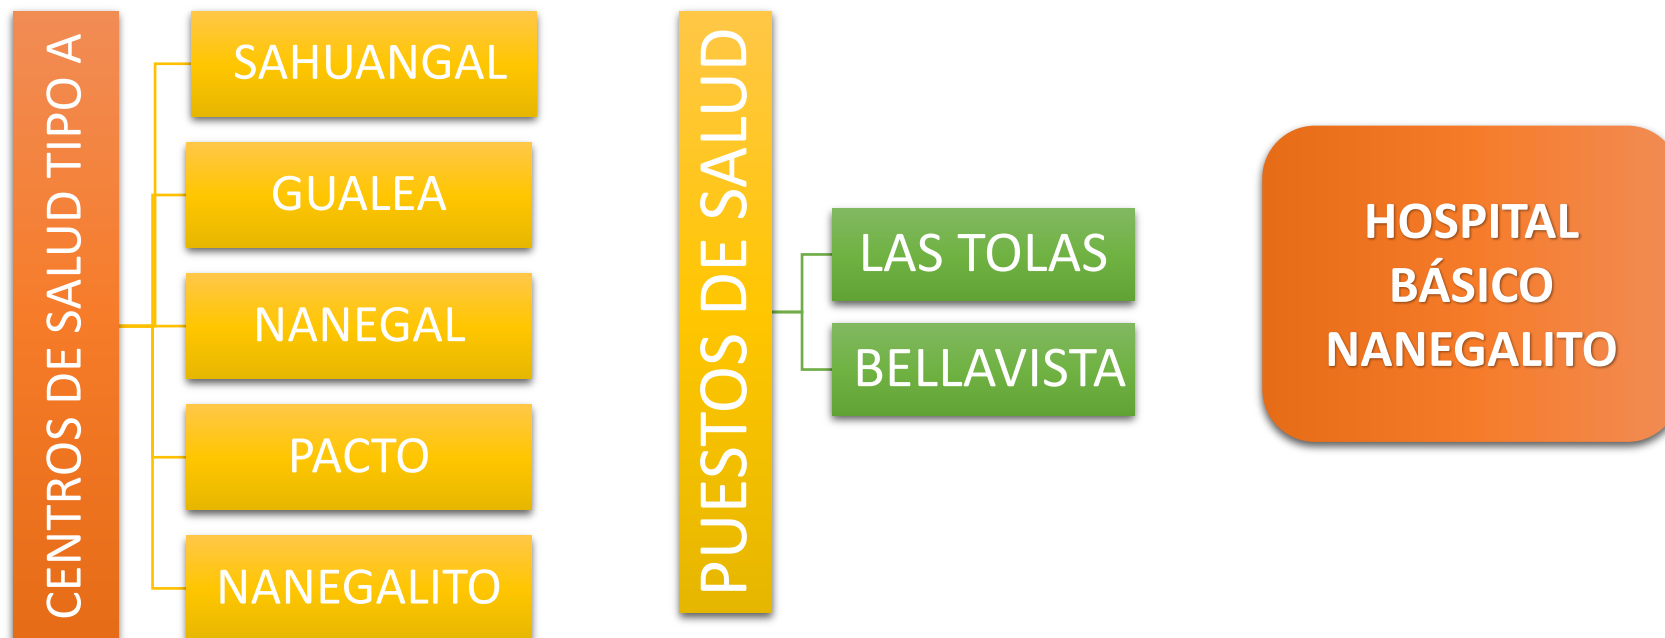 CENTROS DE SALUD TIPO A
SAHUANGAL
GUALEA
NANEGAL
PACTO
NANEGALITO
PUESTOS DE SALUD
LAS TOLAS
BELLAVISTA
HOSPITAL
BÁSICO
NANEGALITO